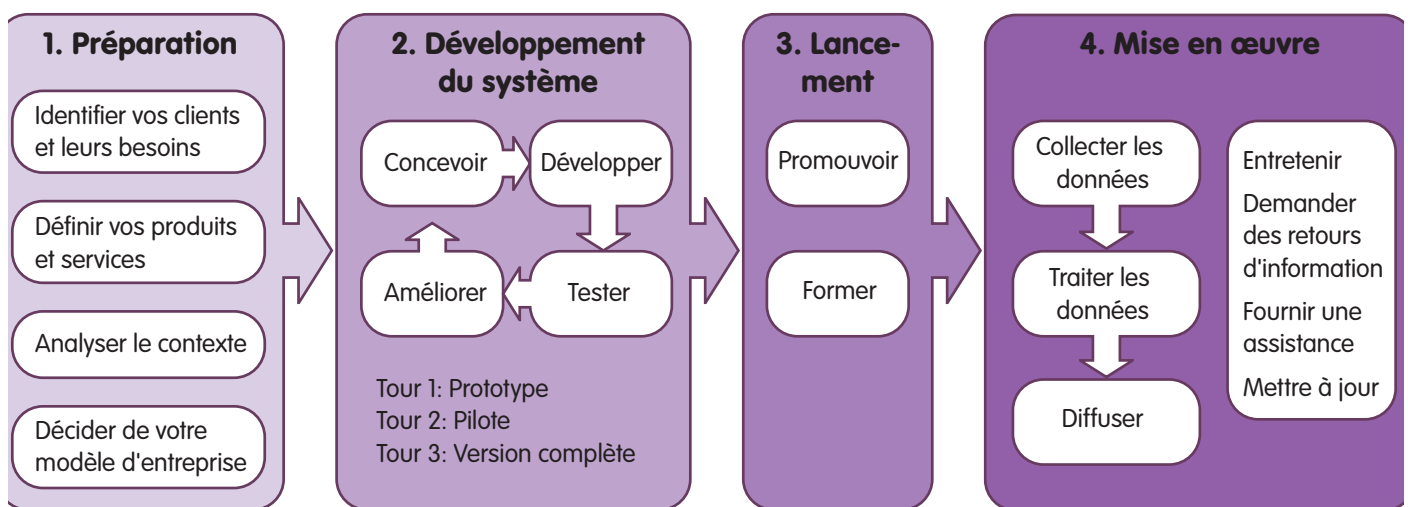 1. Préparation
Identifier vos clients
et leurs besoins
Définir vos produits
et services
Analyser le contexte
Décider de votre
modèle d'entreprise
2. Développement
du système
Concevoir
Développer
Améliorer
Tester
Tour 1: Prototype
Tour 2: Pilote
Tour 3: Version complète
3. Lance-
ment
Promouvoir
Former
4. Mise en œuvre
Collecter les
données
Traiter les
données
Diffuser
Entretenir
Demander
des retours
d'information
Fournir une
assistance
Mettre à jour